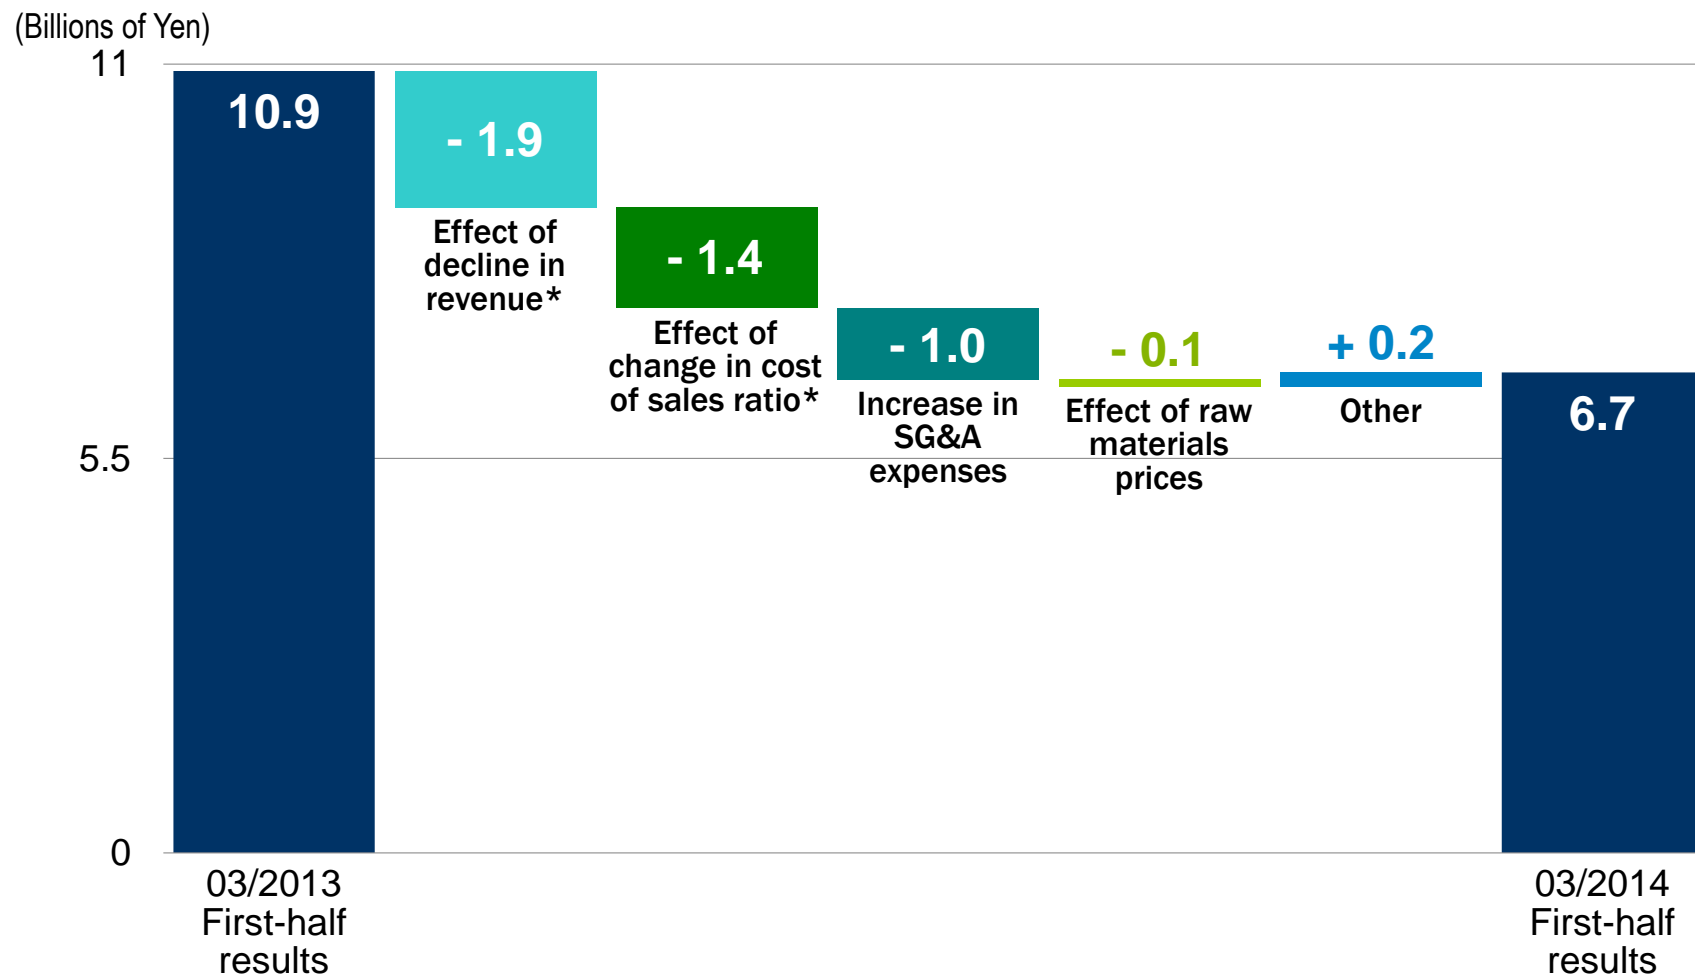 (Billions of Yen)
11
5.5
0
10.9
- 1.9
Effect of
decline in
revenue*
- 1.4
Effect of
change in cost
of sales ratio*
- 1.0
Increase in
SG&A
expenses
- 0.1
Effect of raw
materials
prices
+ 0.2
Other
6.7
03/2013
First-half
results
03/2014
First-half
results